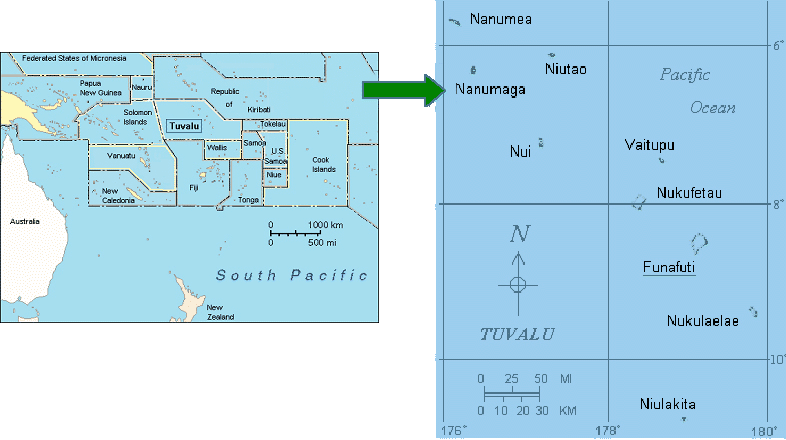 Federated States of Micronesia
Papua
New Guinea
Nauru
Republic
of
Kiribati
Solomon
Islands
Tuvalu
Tokelau
Wallis
Samoa
U.S.
Samoa
Cook
Islands
Vanuatu
Fiji
Niue
New
Caledonia
Tonga
Australia
0 1000 km
0 500 mi
South Pacific
New
Zealand
Nanumea
6°
Niutao
Nanumaga
Pacific
Ocean
Nui
Vaitupu
Nukufetau
8°
N
Funafuti
Nukulaelae
TUVALU
10°
0 25 50 MI
0 10 20 30 KM
Niulakita
176° 178° 180°